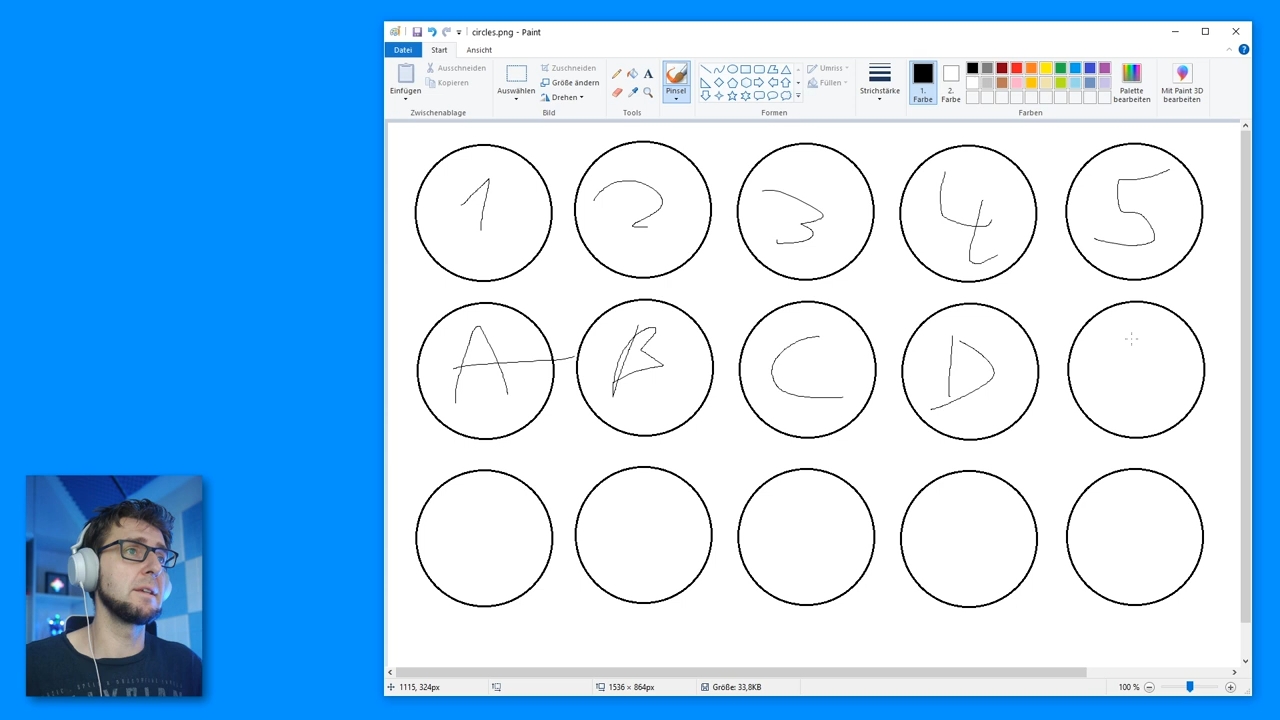 circles.png - Paint
Datei Start Ansicht
Einfügen Ausschneiden Kopieren Zwischenablage
Auswählen Zuschneiden Größe ändern Drehen Bild
A Tools
Pinsel
Umriss Füllen Formen
Strichstärke
1. Farbe 2. Farbe Palette bearbeiten Farben
Mit Paint 3D bearbeiten
1 2 3 4 5
A B C D
1115, 324px 1536 × 864px Größe: 33,8KB 100 %